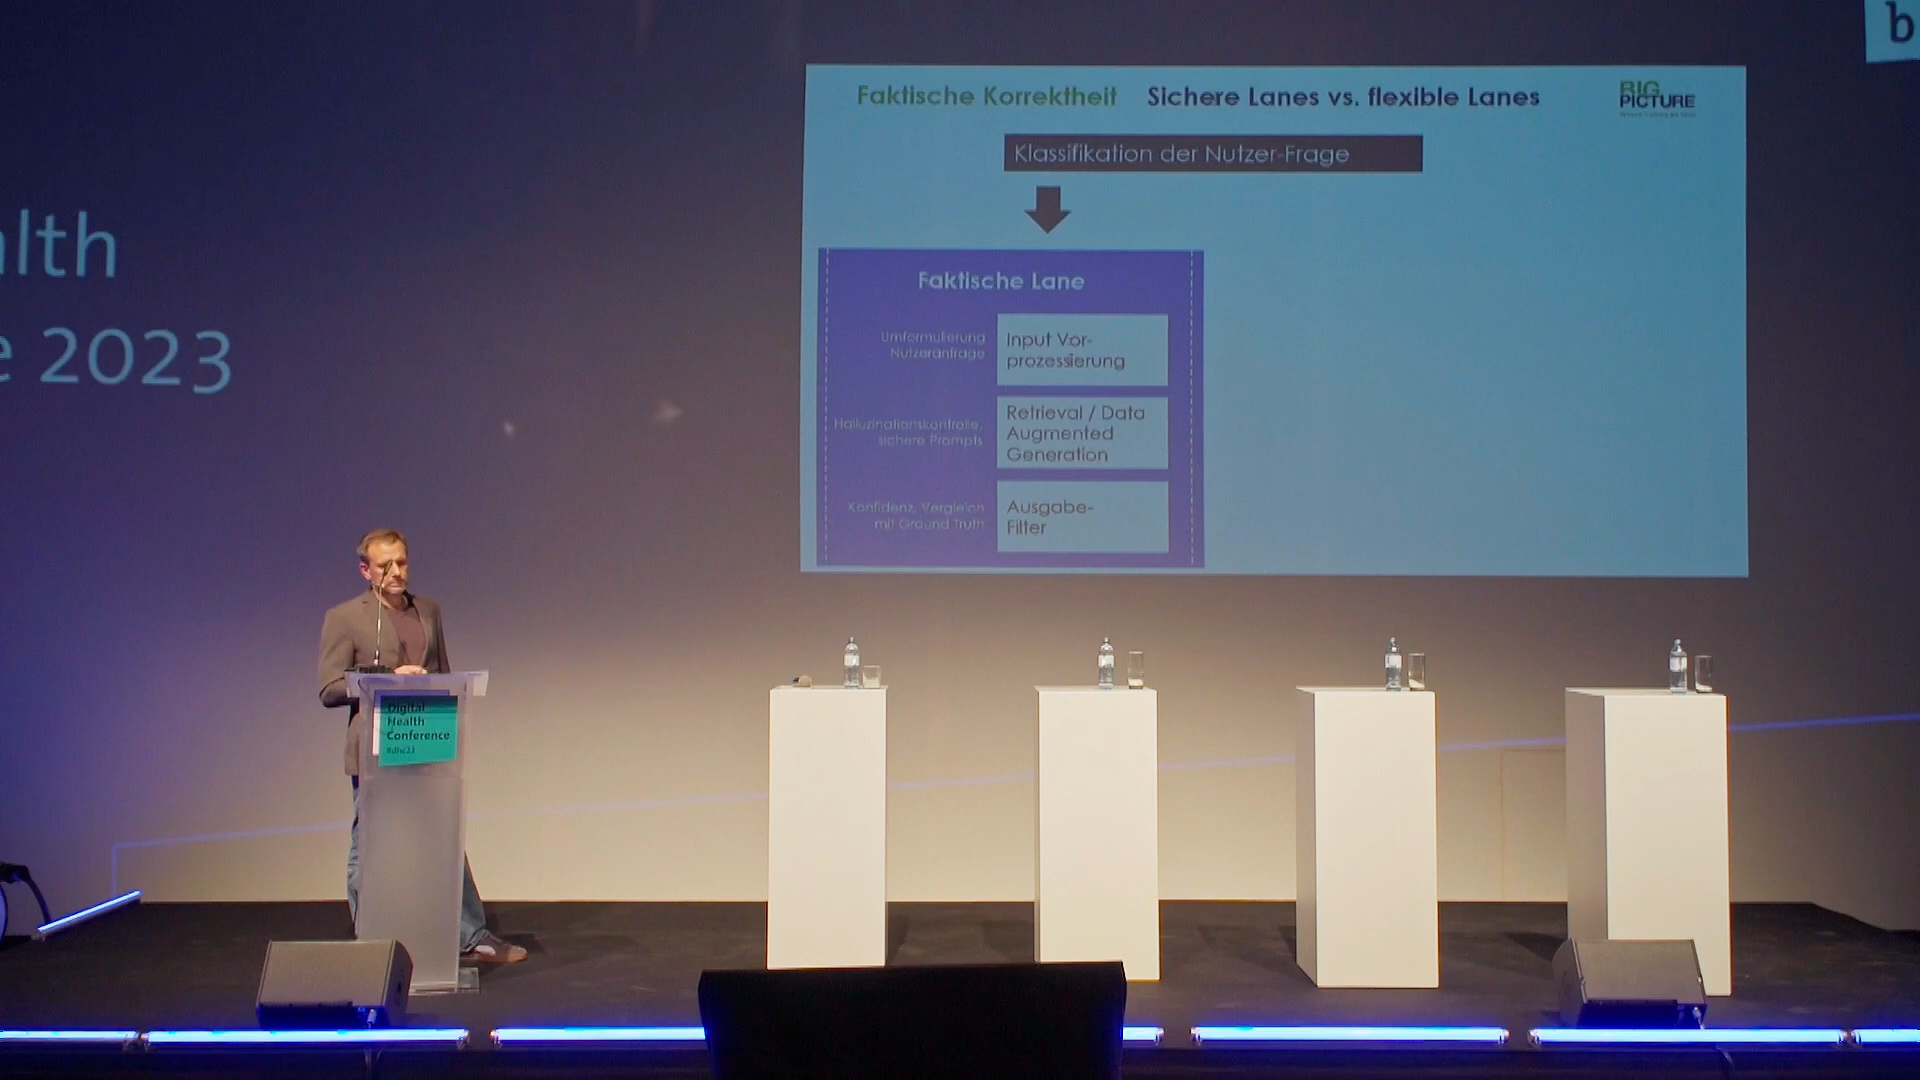 alth
e 2023
b
Faktische Korrektheit Sichere Lanes vs. flexible Lanes
BIG
PICTURE
Klassifikation der Nutzer-Frage
Faktische Lane
Umformulierung
Nutzeranfrage
Input Vor-
prozessierung
Halluzinationskontrolle,
sichere Prompts
Retrieval / Data
Augmented
Generation
Konfidenz, Vergleich
mit Ground Truth
Ausgabe-
Filter
Digital
Health
Conference
#dhc23